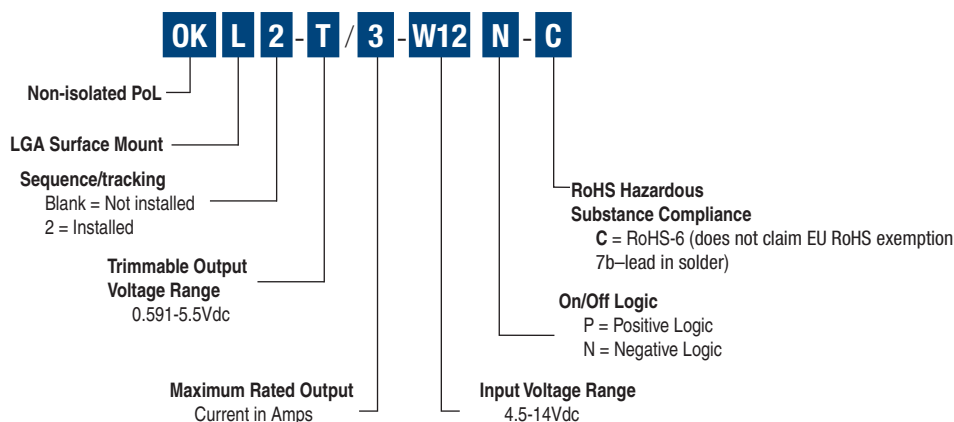 OK L 2 - T / 3 - W12 N - C
Non-isolated PoL
LGA Surface Mount
Sequence/tracking
Blank = Not installed
2 = Installed
Trimmable Output
Voltage Range
0.591-5.5Vdc
Maximum Rated Output
Current in Amps
RoHS Hazardous
Substance Compliance
C = RoHS-6 (does not claim EU RoHS exemption
7b–lead in solder)
On/Off Logic
P = Positive Logic
N = Negative Logic
Input Voltage Range
4.5-14Vdc